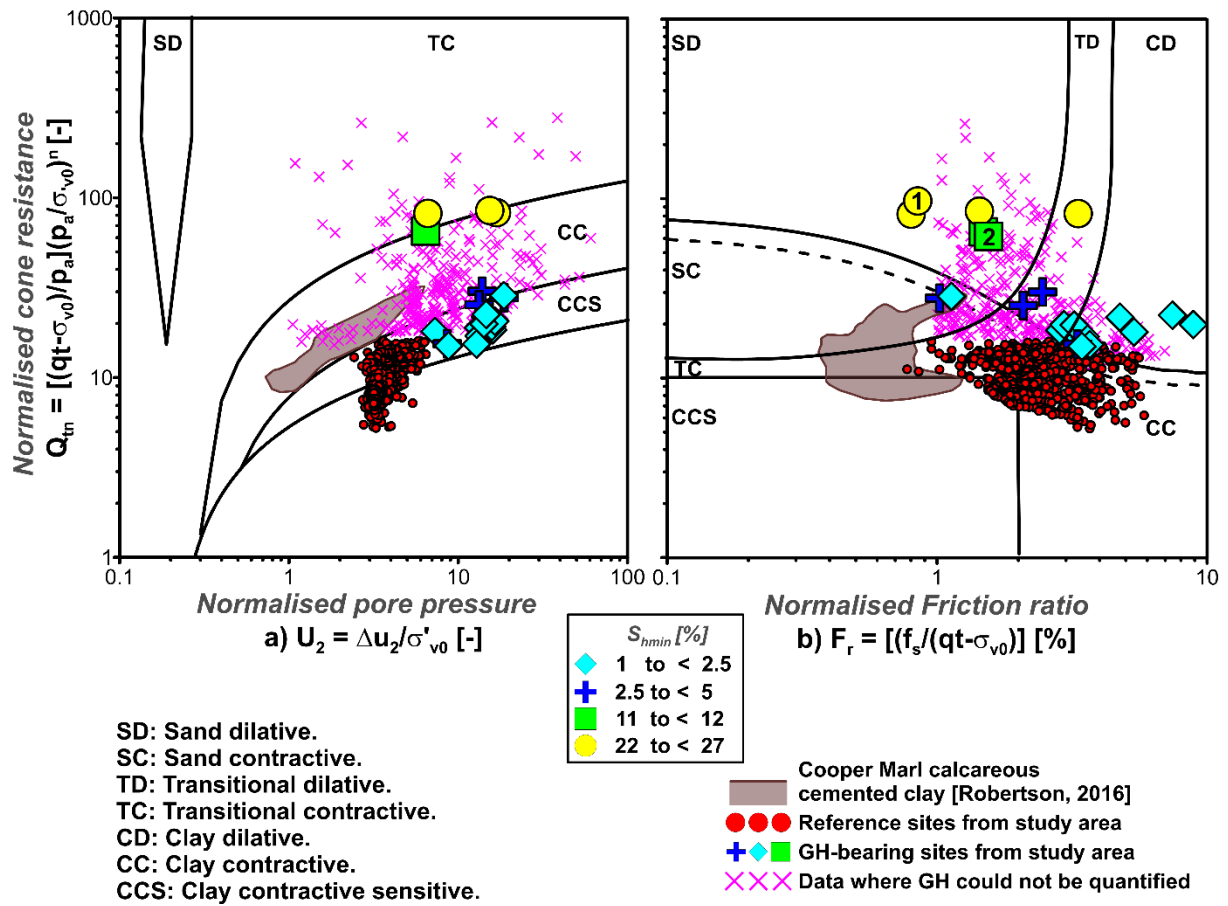 1000
100
10
1
Normalised cone resistance
Qtn = [(qt-σv0)/pa](pa/σv0)ⁿ [-]
SD
TC
CC
CCS
0.1
1
10
100
Normalised pore pressure
a) U2 = Δu2/σ'v0 [-]
SD
TD
CD
SC
TC
CCS
CC
1
2
0.1
1
10
Normalised Friction ratio
b) Fr = [(fs/(qt-σv0)] [%]
Shmin [%]
1 to < 2.5
2.5 to < 5
11 to < 12
22 to < 27
SD: Sand dilative.
SC: Sand contractive.
TD: Transitional dilative.
TC: Transitional contractive.
CD: Clay dilative.
CC: Clay contractive.
CCS: Clay contractive sensitive.
Cooper Marl calcareous
cemented clay [Robertson, 2016]
Reference sites from study area
GH-bearing sites from study area
Data where GH could not be quantified